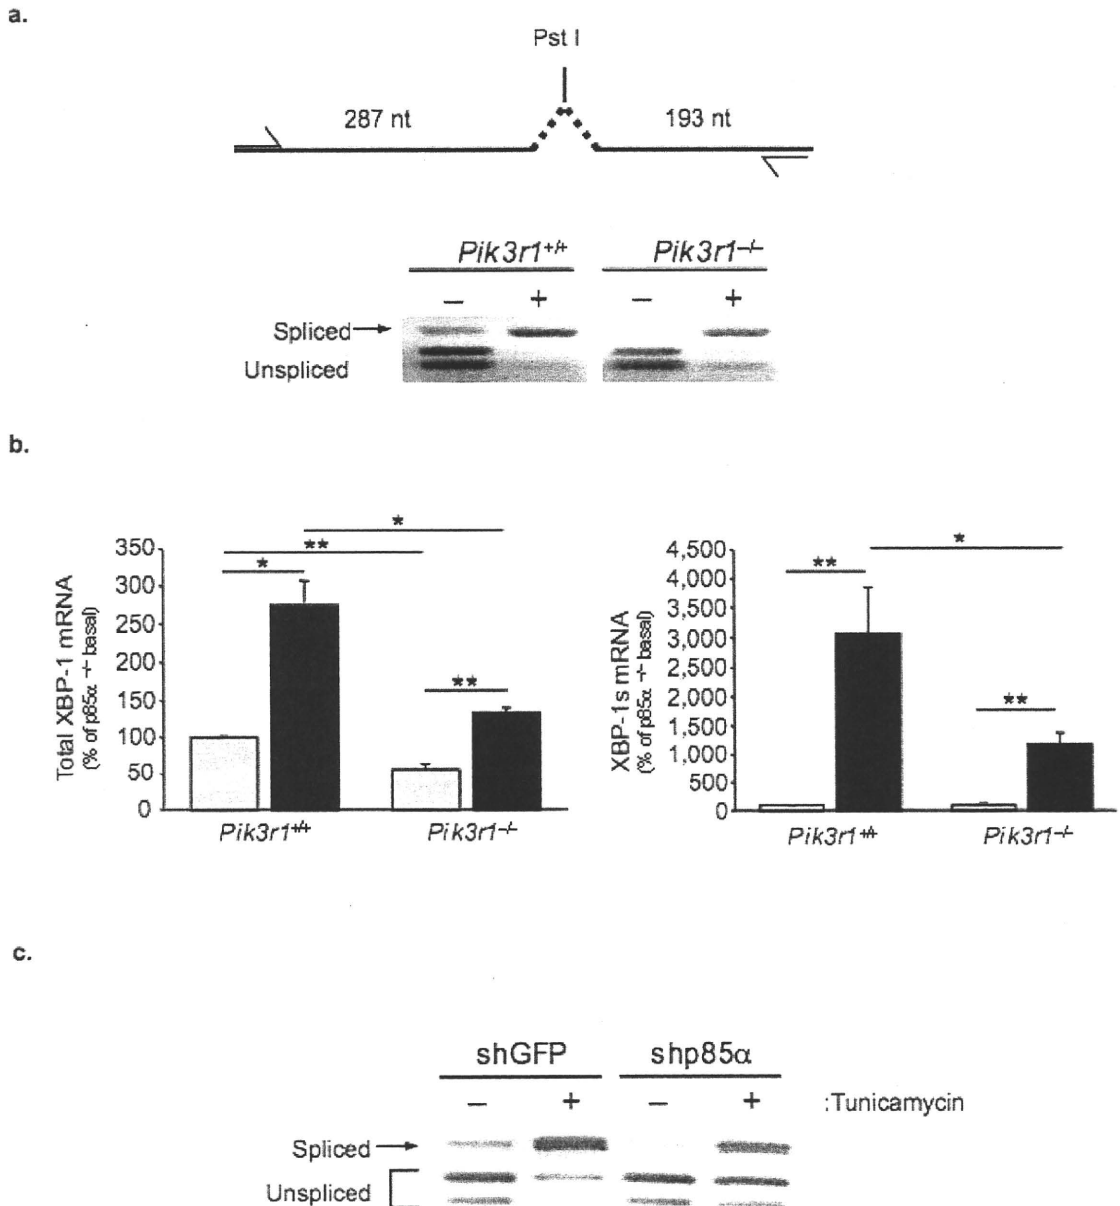 a.
Pst I
287 nt 193 nt
Pik3r1+/+ Pik3r1−/−
− + − +
Spliced
Unspliced
b.
Total XBP-1 mRNA
(% of p85α −/− basal)
350
300
250
200
150
100
50
0
*
**
*
**
Pik3r1+/+ Pik3r1−/−
XBP-1s mRNA
(% of p85α −/− basal)
4,500
4,000
3,500
3,000
2,500
2,000
1,500
1,000
500
0
*
**
**
Pik3r1+/+ Pik3r1−/−
c.
shGFP shp85α
− + − + :Tunicamycin
Spliced
Unspliced